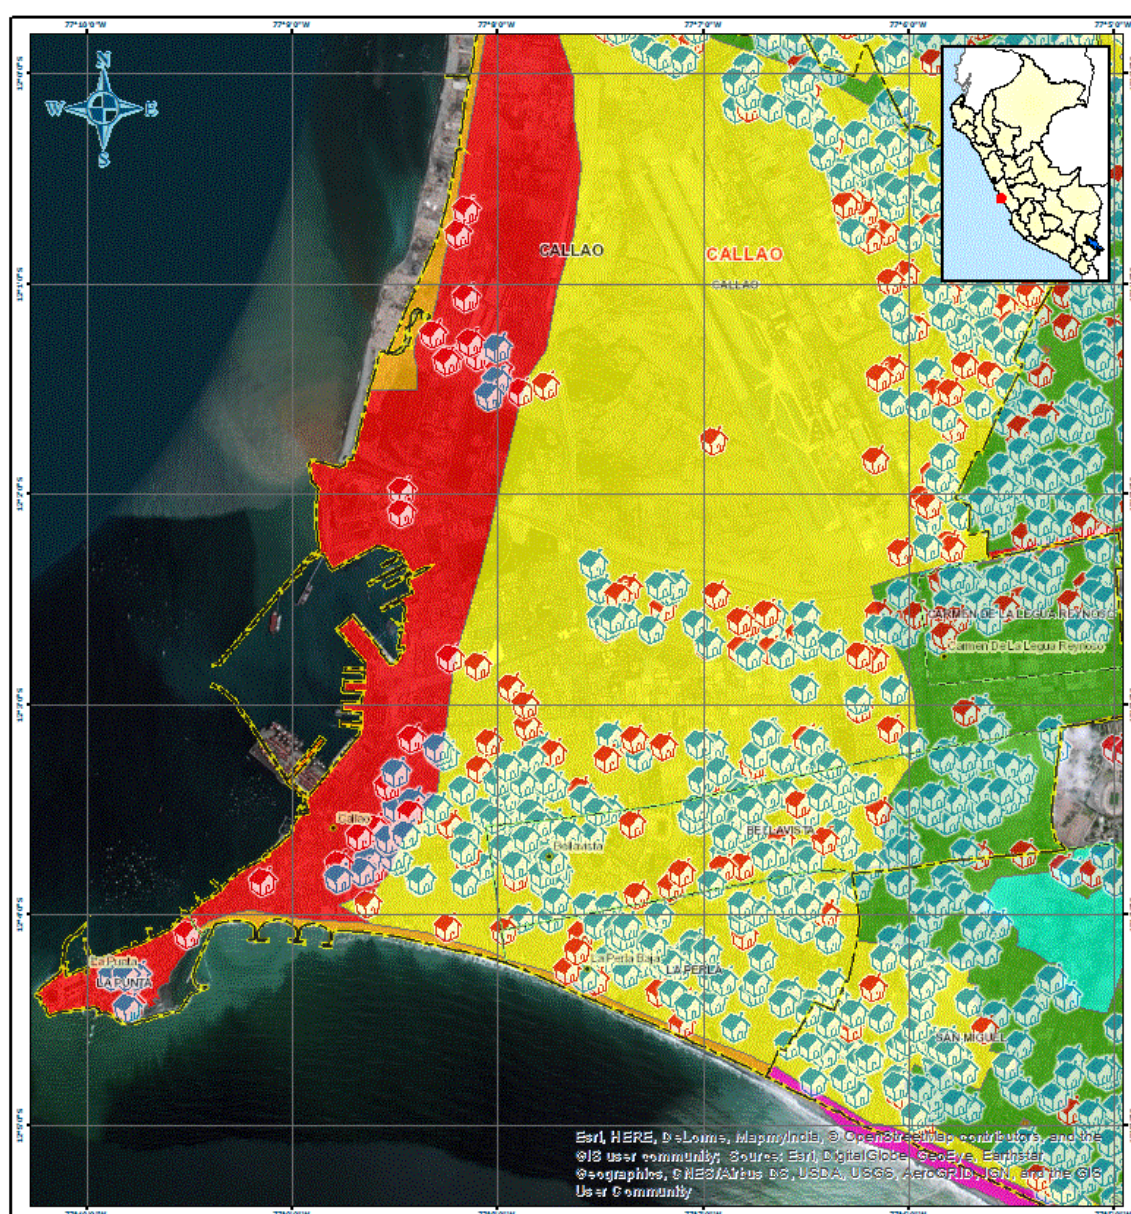 77°10'0"W 77°9'0"W 77°8'0"W 77°7'0"W 77°6'0"W 77°5'0"W
N
W E
S
12°0'0"S
CALLAO
CALLAO
CALLAO
12°1'0"S
12°2'0"S
CARMEN DE LA LEGUA REYNOSO
Carmen De La Legua Reynoso
12°3'0"S
Callao
BELLAVISTA
Bellavista
12°4'0"S
La Punta
LA PUNTA
La Perla Baja
LA PERLA
SAN MIGUEL
12°5'0"S
Esri, HERE, DeLorme, MapmyIndia, © OpenStreetMap contributors, and the
GIS user community; Source: Esri, DigitalGlobe, GeoEye, Earthstar
Geographics, CNES/Airbus DS, USDA, USGS, AeroGRID, IGN, and the GIS
User Community